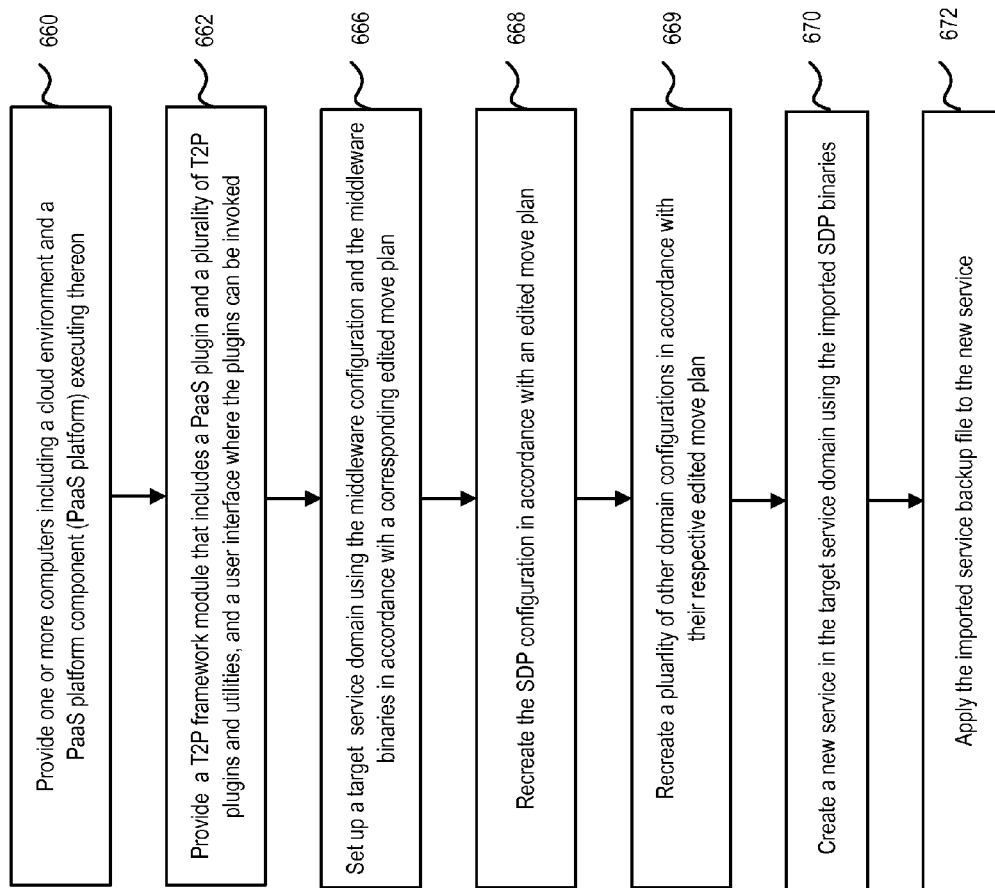 Provide one or more computers including a cloud environment and a
PaaS platform component (PaaS platform) executing thereon
660
Provide a T2P framework module that includes a PaaS plugin and a plurality of T2P
plugins and utilities, and a user interface where the plugins can be invoked
662
Set up a target service domain using the middleware configuration and the middleware
binaries in accordance wih a corresponding edited move plan
666
Recreate the SDP configuration in accordance with an edited move plan
668
Recreate a pluarlity of other domain configurations in accordance with
their respective edited move plan
669
Create a new service in the target service domain using the imported SDP binaries
670
Apply the imported service backup file to the new service
672